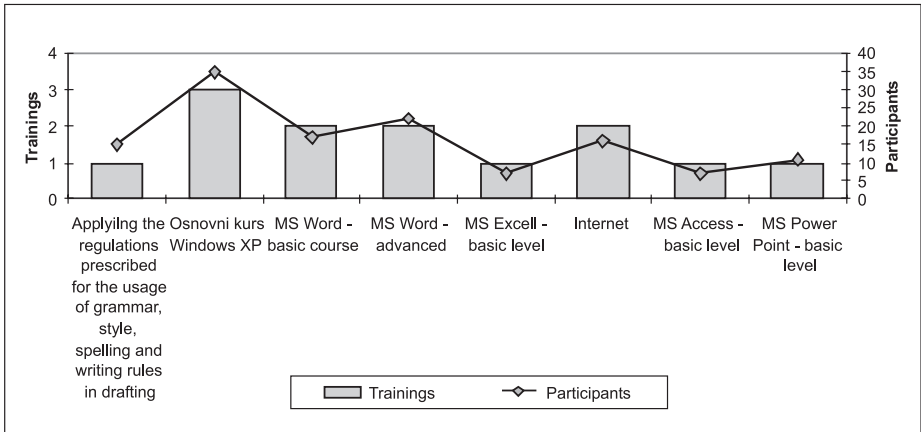 4
3
2
1
0
Trainings
40
35
30
25
20
15
10
5
0
Participants
Applyilng the
regulations
prescribed
for the usage
of grammar,
style,
spelling and
writing rules
in drafting
Osnovni kurs
Windows XP
MS Word -
basic course
MS Word -
advanced
MS Excell -
basic level
Internet
MS Access -
basic level
MS Power
Point - basic
level
Trainings
Participants